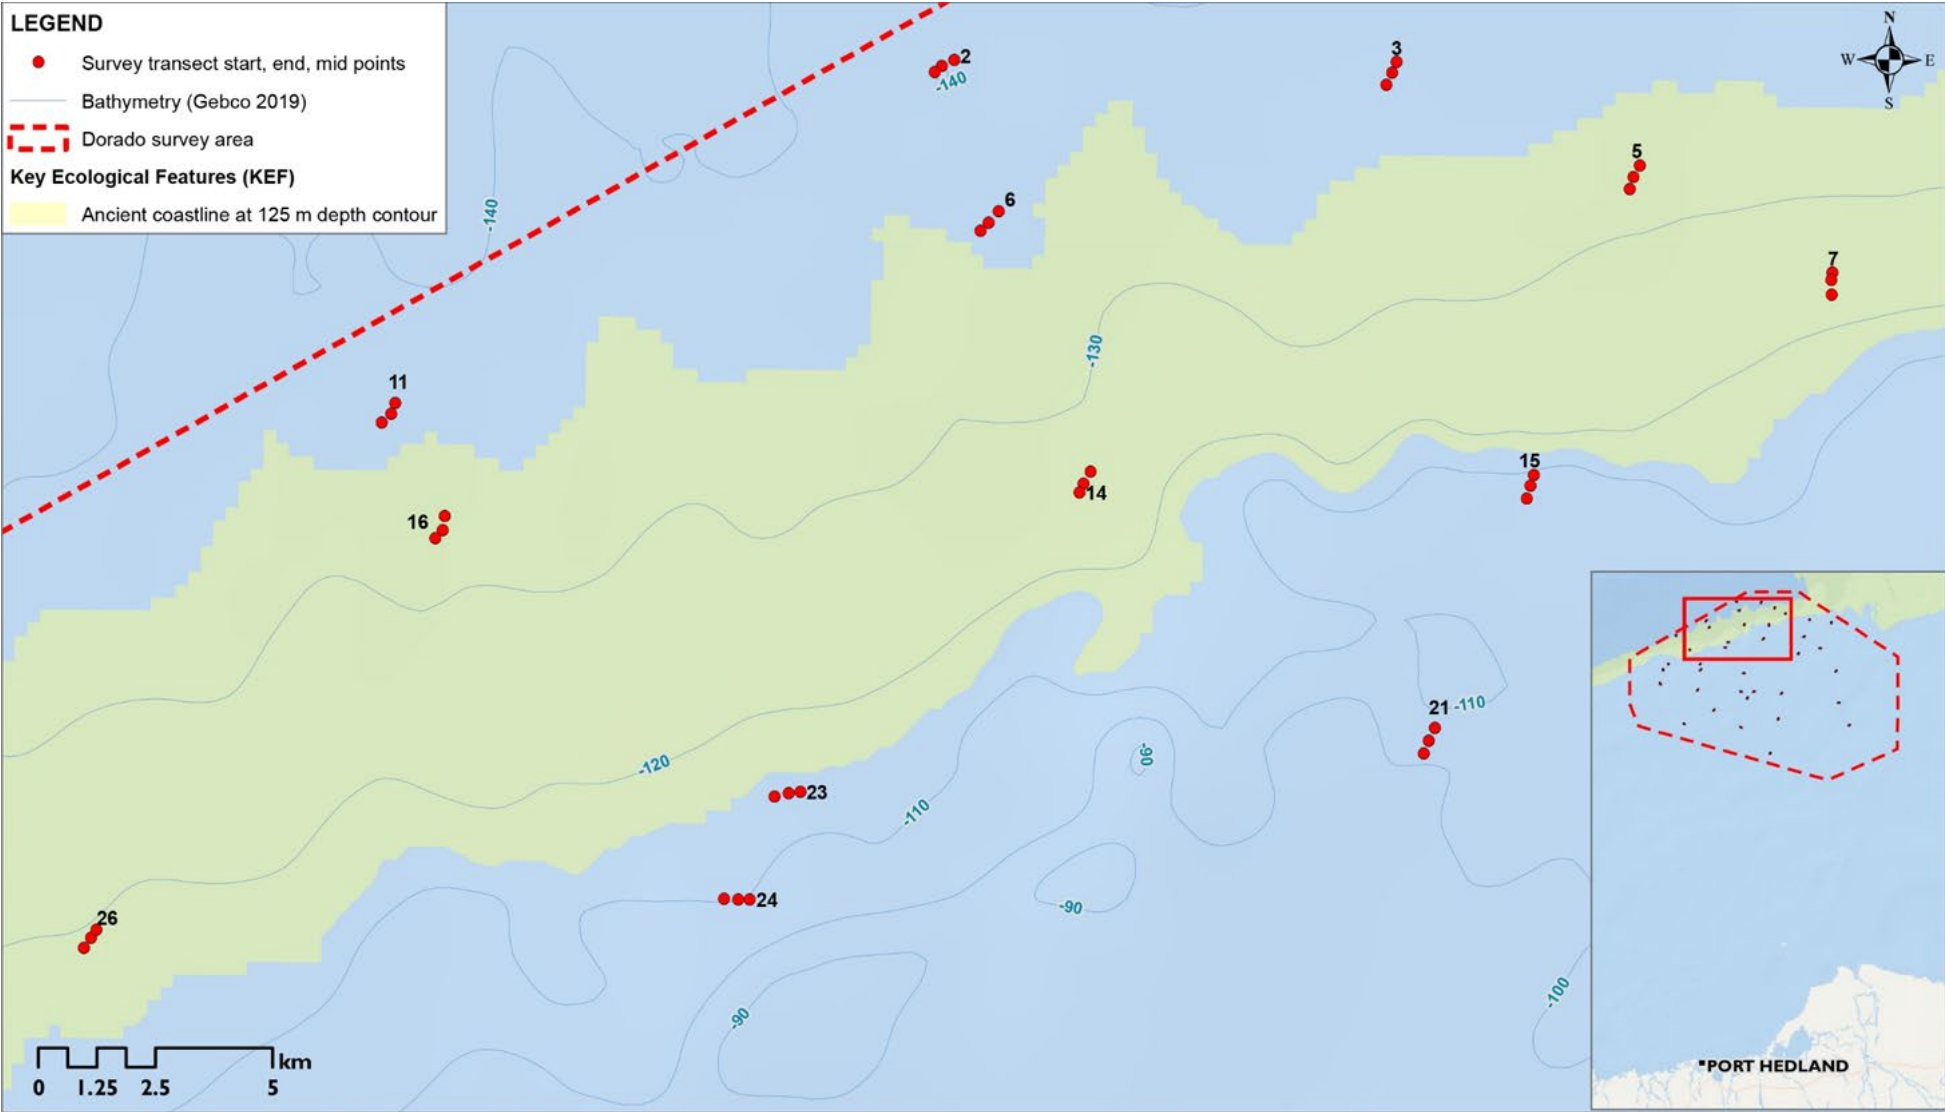 LEGEND
Survey transect start, end, mid points
Bathymetry (Gebco 2019)
Dorado survey area
Key Ecological Features (KEF)
Ancient coastline at 125 m depth contour
N
W E
S
2
-140
3
5
6
-140
7
-130
11
15
14
16
21 -110
-120
-90
23
-110
24
-90
26
-90
-100
km
0 1.25 2.5 5
PORT HEDLAND